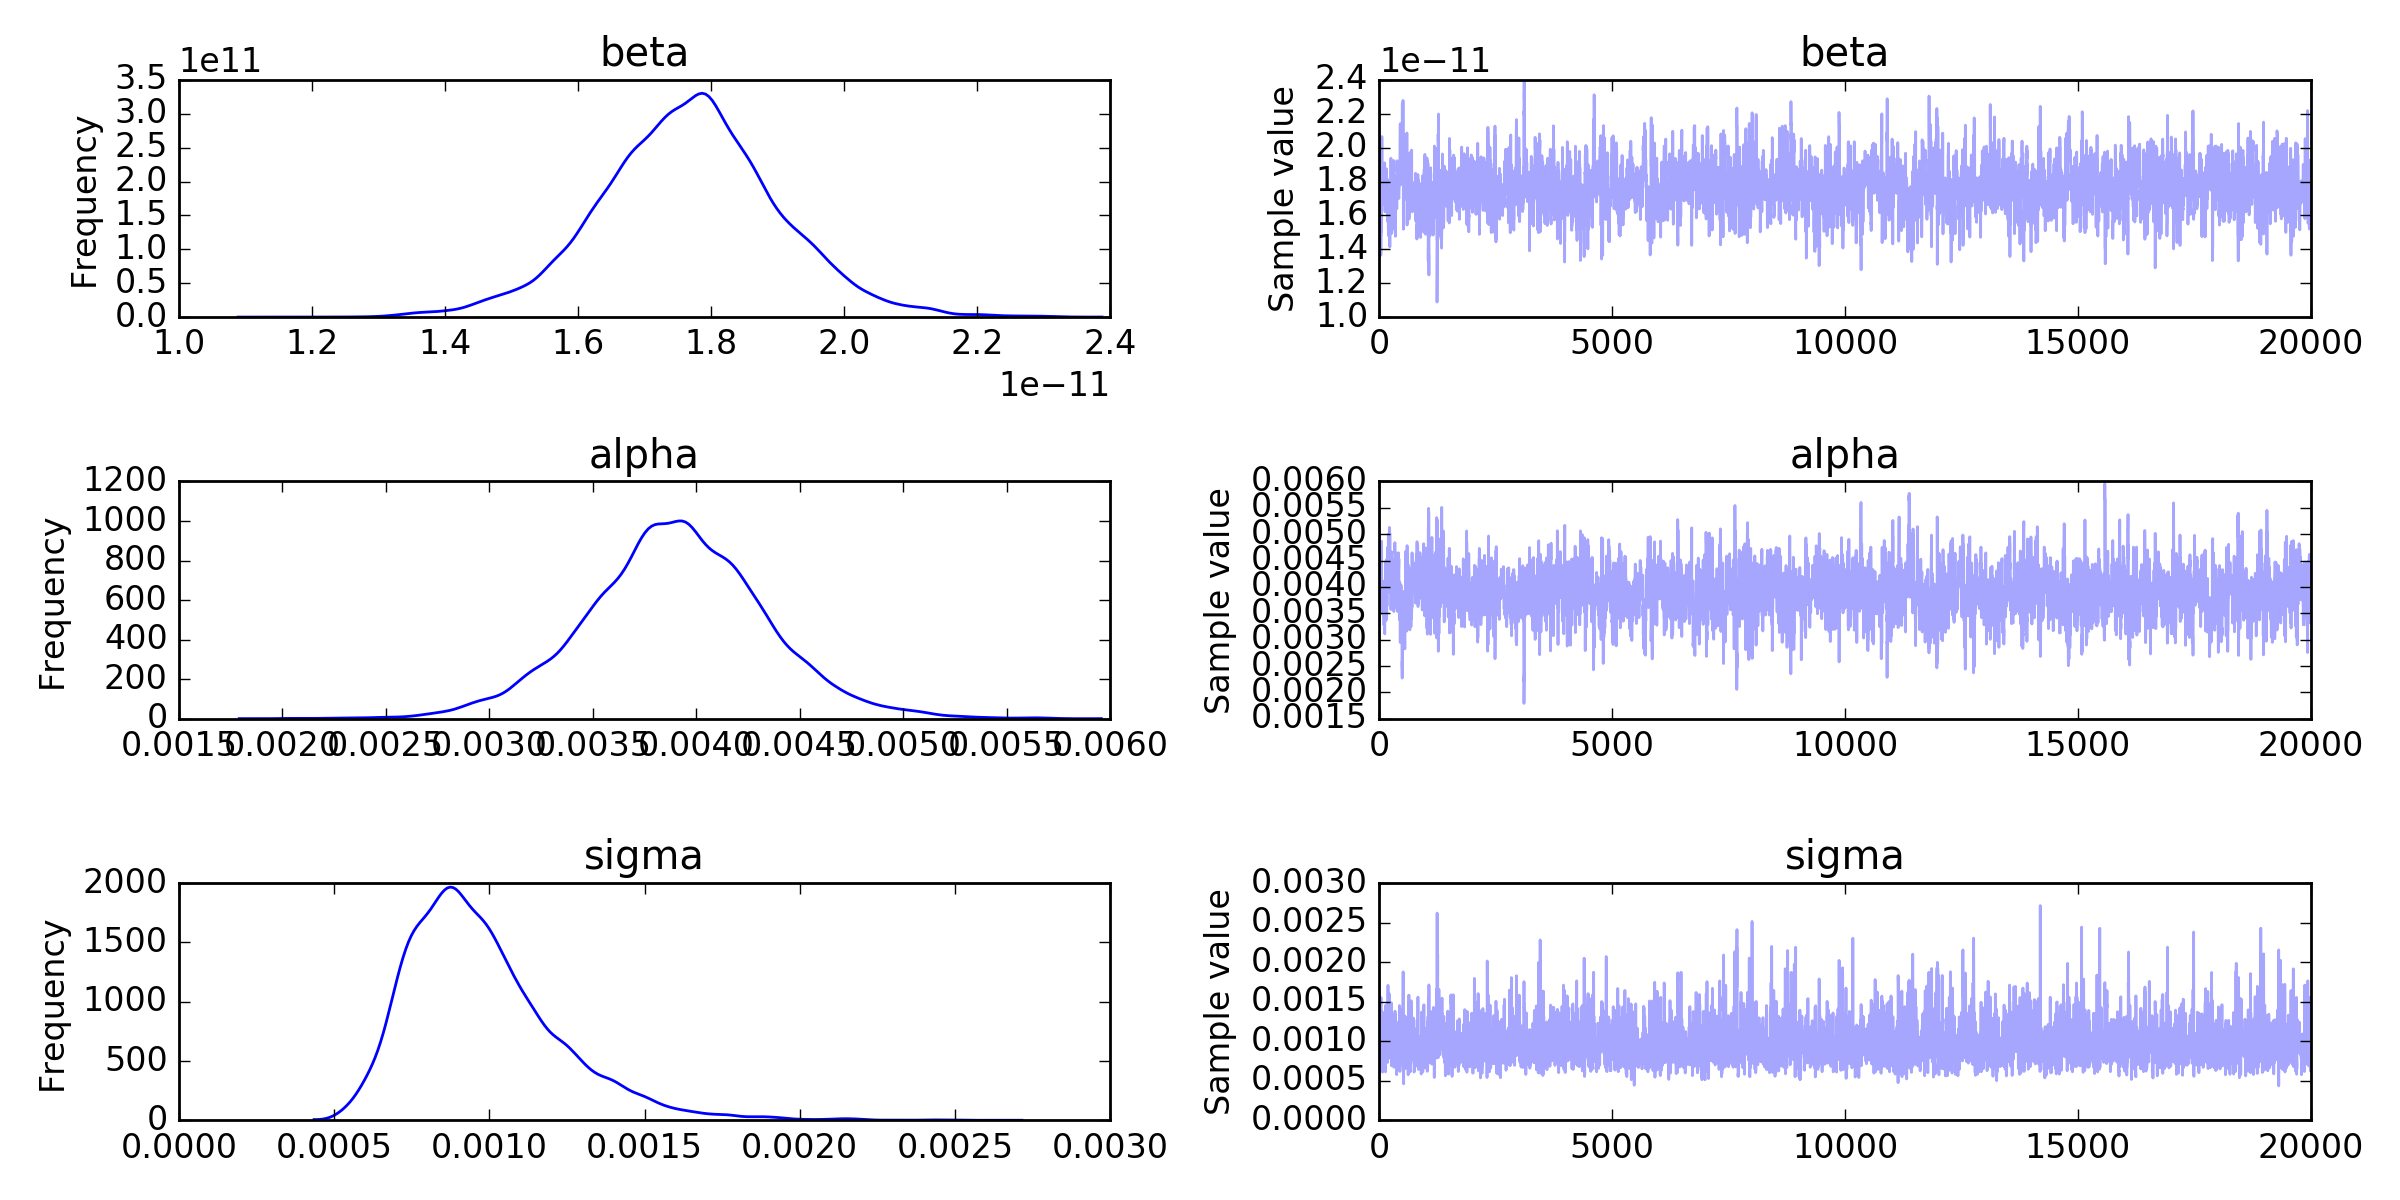 beta
1e11
3.5
3.0
2.5
2.0
1.5
1.0
0.5
0.0
Frequency
1.0 1.2 1.4 1.6 1.8 2.0 2.2 2.4
1e−11
beta
1e−11
2.4
2.2
2.0
1.8
1.6
1.4
1.2
1.0
Sample value
0 5000 10000 15000 20000
alpha
1200
1000
800
600
400
200
0
Frequency
0.0015 0.0020 0.0025 0.0030 0.0035 0.0040 0.0045 0.0050 0.0055 0.0060
alpha
0.0060
0.0055
0.0050
0.0045
0.0040
0.0035
0.0030
0.0025
0.0020
0.0015
Sample value
0 5000 10000 15000 20000
sigma
2000
1500
1000
500
0
Frequency
0.0000 0.0005 0.0010 0.0015 0.0020 0.0025 0.0030
sigma
0.0030
0.0025
0.0020
0.0015
0.0010
0.0005
0.0000
Sample value
0 5000 10000 15000 20000